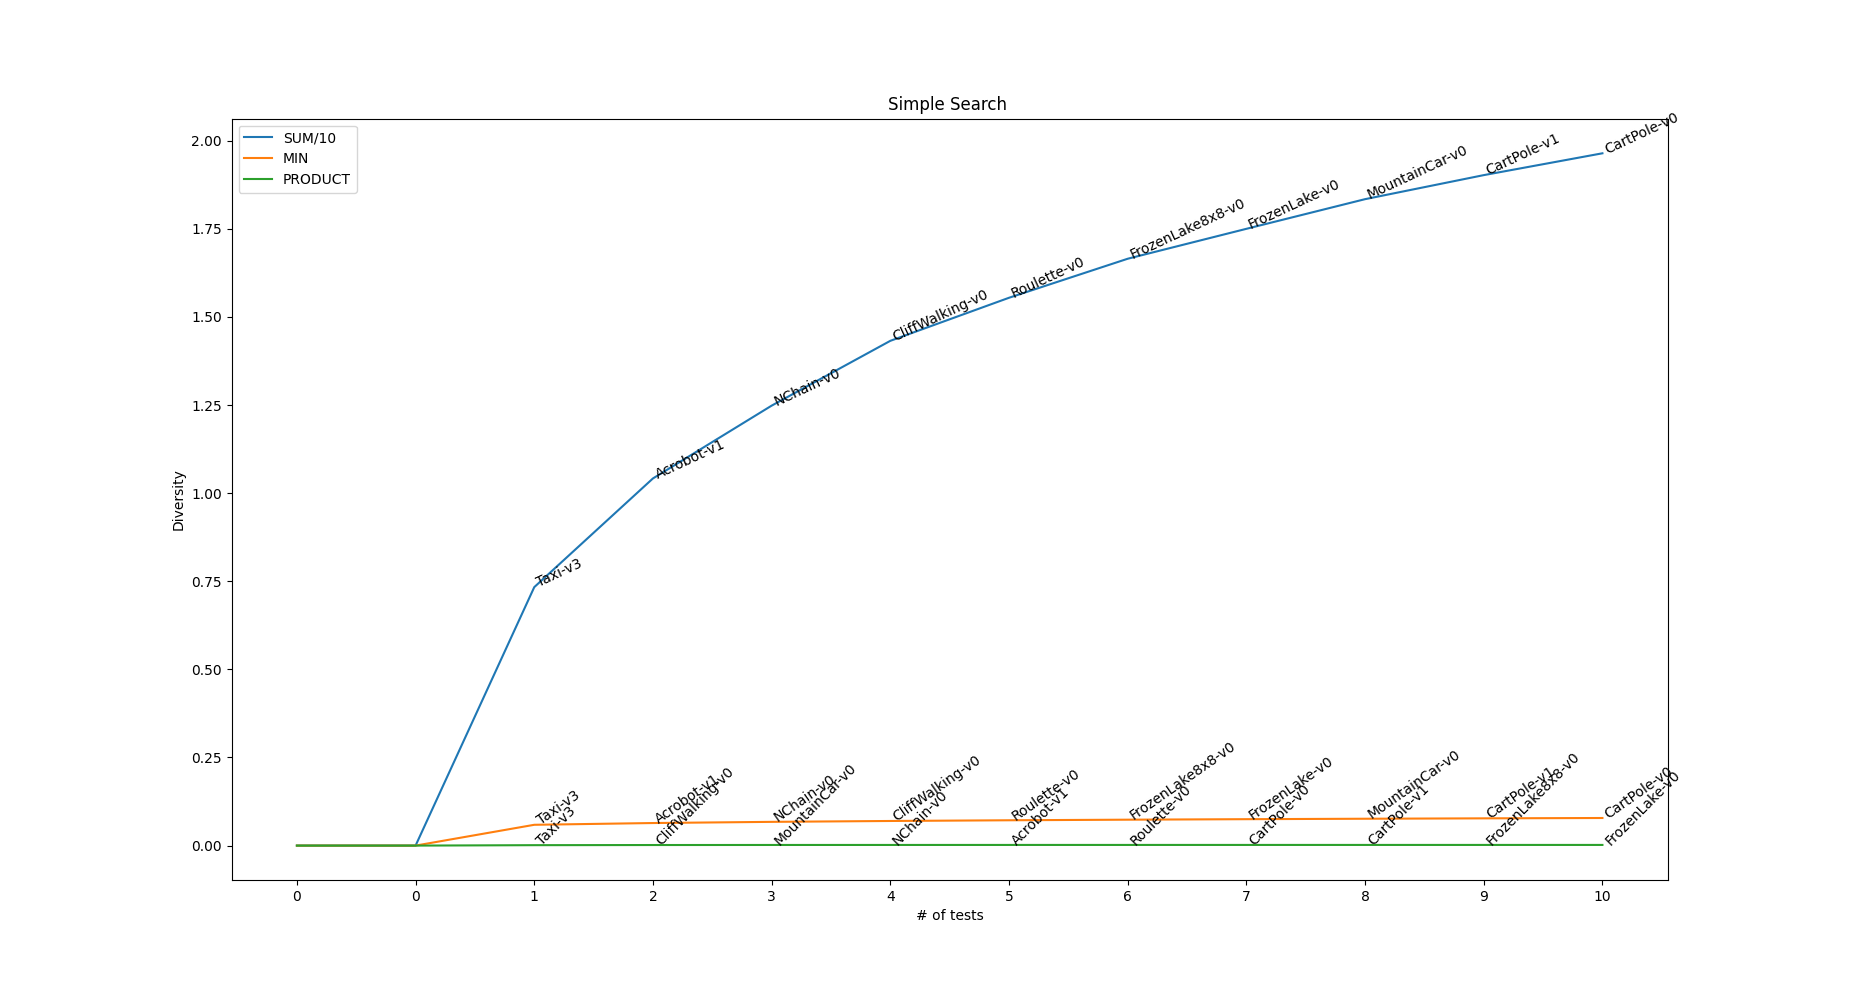 Simple Search
SUM/10
MIN
PRODUCT
Diversity
2.00
1.75
1.50
1.25
1.00
0.75
0.50
0.25
0.00
Taxi-v3
Acrobot-v1
NChain-v0
CliffWalking-v0
Roulette-v0
FrozenLake8x8-v0
FrozenLake-v0
MountainCar-v0
CartPole-v1
CartPole-v0
Taxi-v3
Acrobot-v1
NChain-v0
CliffWalking-v0
Roulette-v0
FrozenLake8x8-v0
FrozenLake-v0
MountainCar-v0
CartPole-v1
CartPole-v0
Taxi-v3
CliffWalking-v0
MountainCar-v0
NChain-v0
Acrobot-v1
Roulette-v0
CartPole-v0
CartPole-v1
FrozenLake8x8-v0
FrozenLake-v0
0 0 1 2 3 4 5 6 7 8 9 10
# of tests